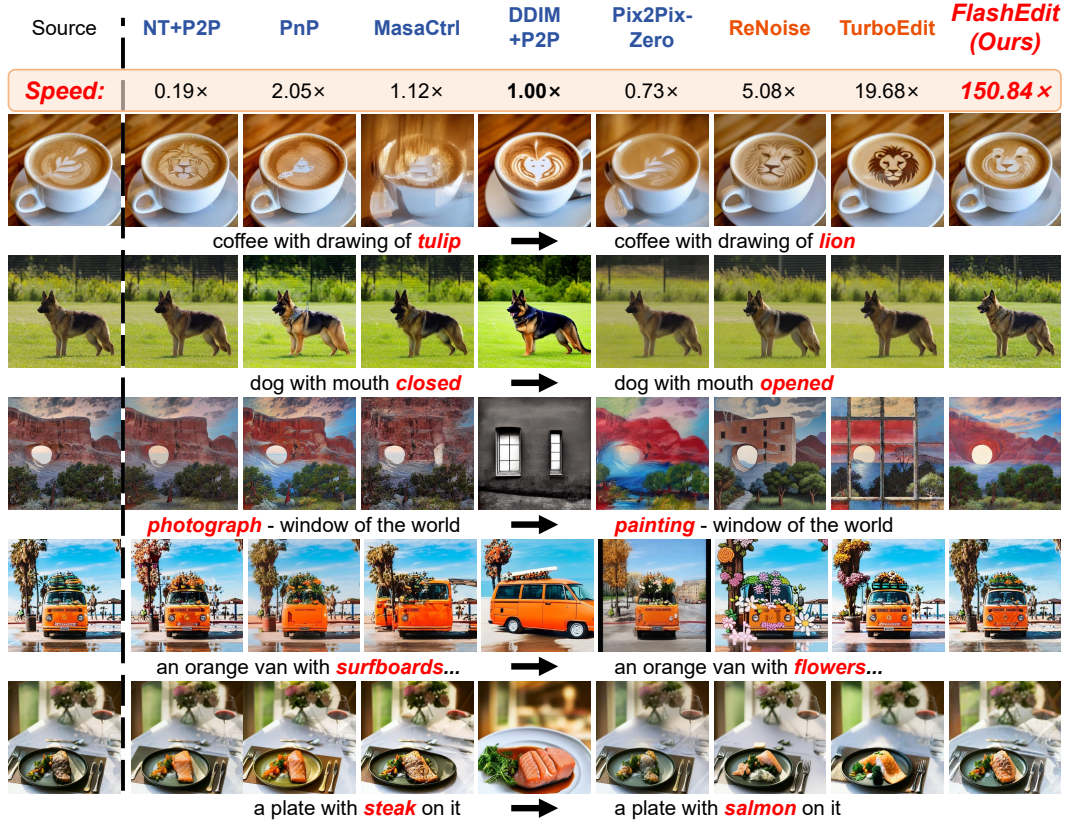 Source NT+P2P PnP MasaCtrl DDIM +P2P Pix2Pix-Zero ReNoise TurboEdit FlashEdit (Ours)
Speed: 0.19× 2.05× 1.12× 1.00× 0.73× 5.08× 19.68× 150.84×
coffee with drawing of tulip → coffee with drawing of lion
dog with mouth closed → dog with mouth opened
photograph - window of the world → painting - window of the world
an orange van with surfboards... → an orange van with flowers...
a plate with steak on it → a plate with salmon on it